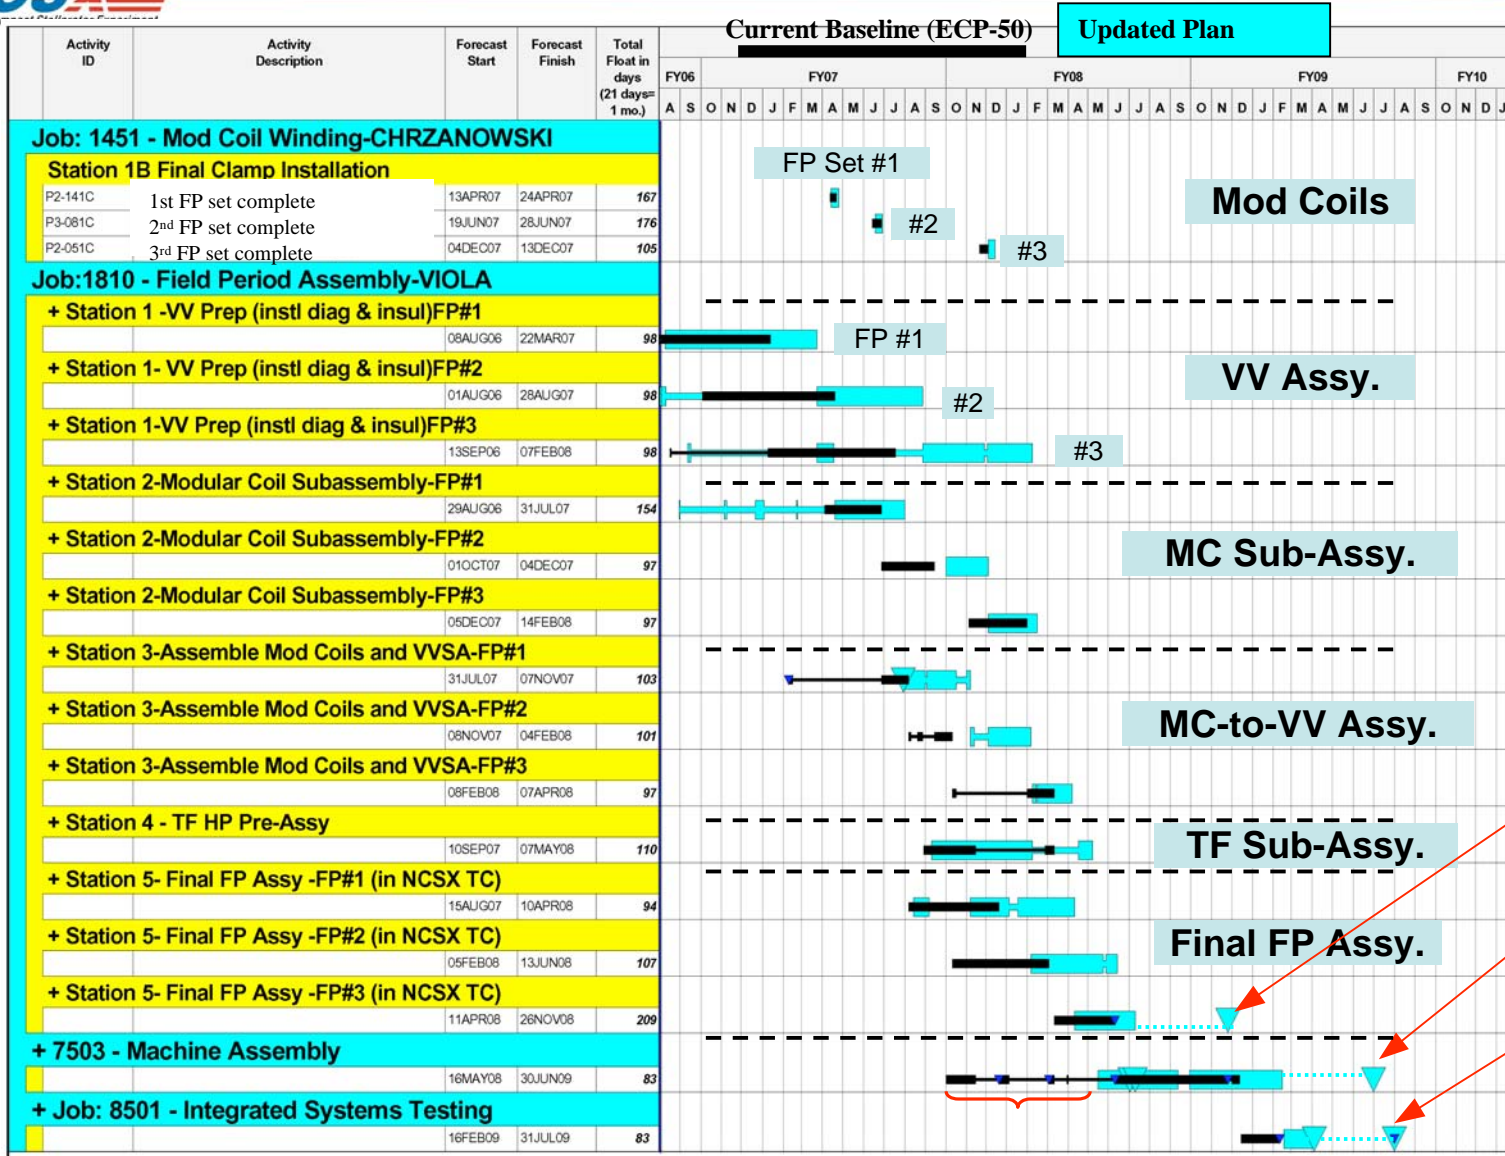 Compact Stellarator Experiment
Current Baseline (ECP-50)
Updated Plan
Activity ID
Activity Description
Forecast Start
Forecast Finish
Total Float in days (21 days= 1 mo.)
FY06 FY07 FY08 FY09 FY10
A S O N D J F M A M J J A S O N D J F M A M J J A S O N D J F M A M J J A S O N D J
Job: 1451 - Mod Coil Winding-CHRZANOWSKI
Station 1B Final Clamp Installation
FP Set #1
P2-141C 1st FP set complete 13APR07 24APR07 167
Mod Coils
P3-081C 2nd FP set complete 19JUN07 28JUN07 176
#2
P2-051C 3rd FP set complete 04DEC07 13DEC07 105
#3
Job:1810 - Field Period Assembly-VIOLA
+ Station 1 -VV Prep (instl diag & insul)FP#1
08AUG06 22MAR07 98
FP #1
+ Station 1- VV Prep (instl diag & insul)FP#2
VV Assy.
01AUG06 28AUG07 98
#2
+ Station 1-VV Prep (instl diag & insul)FP#3
13SEP06 07FEB08 98
#3
+ Station 2-Modular Coil Subassembly-FP#1
29AUG06 31JUL07 154
+ Station 2-Modular Coil Subassembly-FP#2
MC Sub-Assy.
01OCT07 04DEC07 97
+ Station 2-Modular Coil Subassembly-FP#3
05DEC07 14FEB08 97
+ Station 3-Assemble Mod Coils and VVSA-FP#1
31JUL07 07NOV07 103
+ Station 3-Assemble Mod Coils and VVSA-FP#2
MC-to-VV Assy.
08NOV07 04FEB08 101
+ Station 3-Assemble Mod Coils and VVSA-FP#3
08FEB08 07APR08 97
+ Station 4 - TF HP Pre-Assy
10SEP07 07MAY08 110
TF Sub-Assy.
+ Station 5- Final FP Assy -FP#1 (in NCSX TC)
15AUG07 10APR08 94
+ Station 5- Final FP Assy -FP#2 (in NCSX TC)
Final FP Assy.
05FEB08 13JUN08 107
+ Station 5- Final FP Assy -FP#3 (in NCSX TC)
11APR08 26NOV08 209
+ 7503 - Machine Assembly
16MAY08 30JUN09 83
+ Job: 8501 - Integrated Systems Testing
16FEB09 31JUL09 83